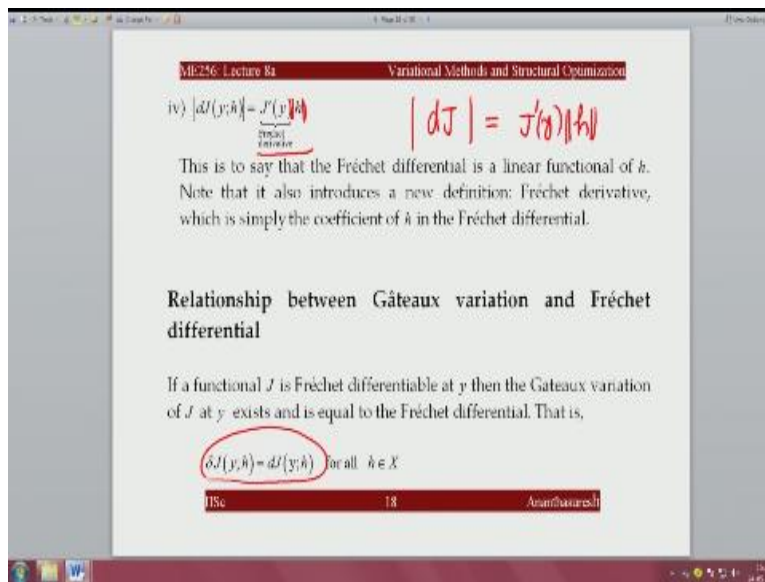 ME256: Lecture 8a Variational Methods and Structural Optimization
iv) |dJ(y;h)| = J'(y)‖h‖
Fréchet
derivative
|dJ| = J'(y)‖h‖
This is to say that the Fréchet differential is a linear functional of h.
Note that it also introduces a new definition: Fréchet derivative,
which is simply the coefficient of h in the Fréchet differential.
Relationship between Gâteaux variation and Fréchet
differential
If a functional J is Fréchet differentiable at y then the Gateaux variation
of J at y exists and is equal to the Fréchet differential. That is,
δJ(y;h) = dJ(y;h) for all h ∈ X
IISc 18 Ananthasuresh
W